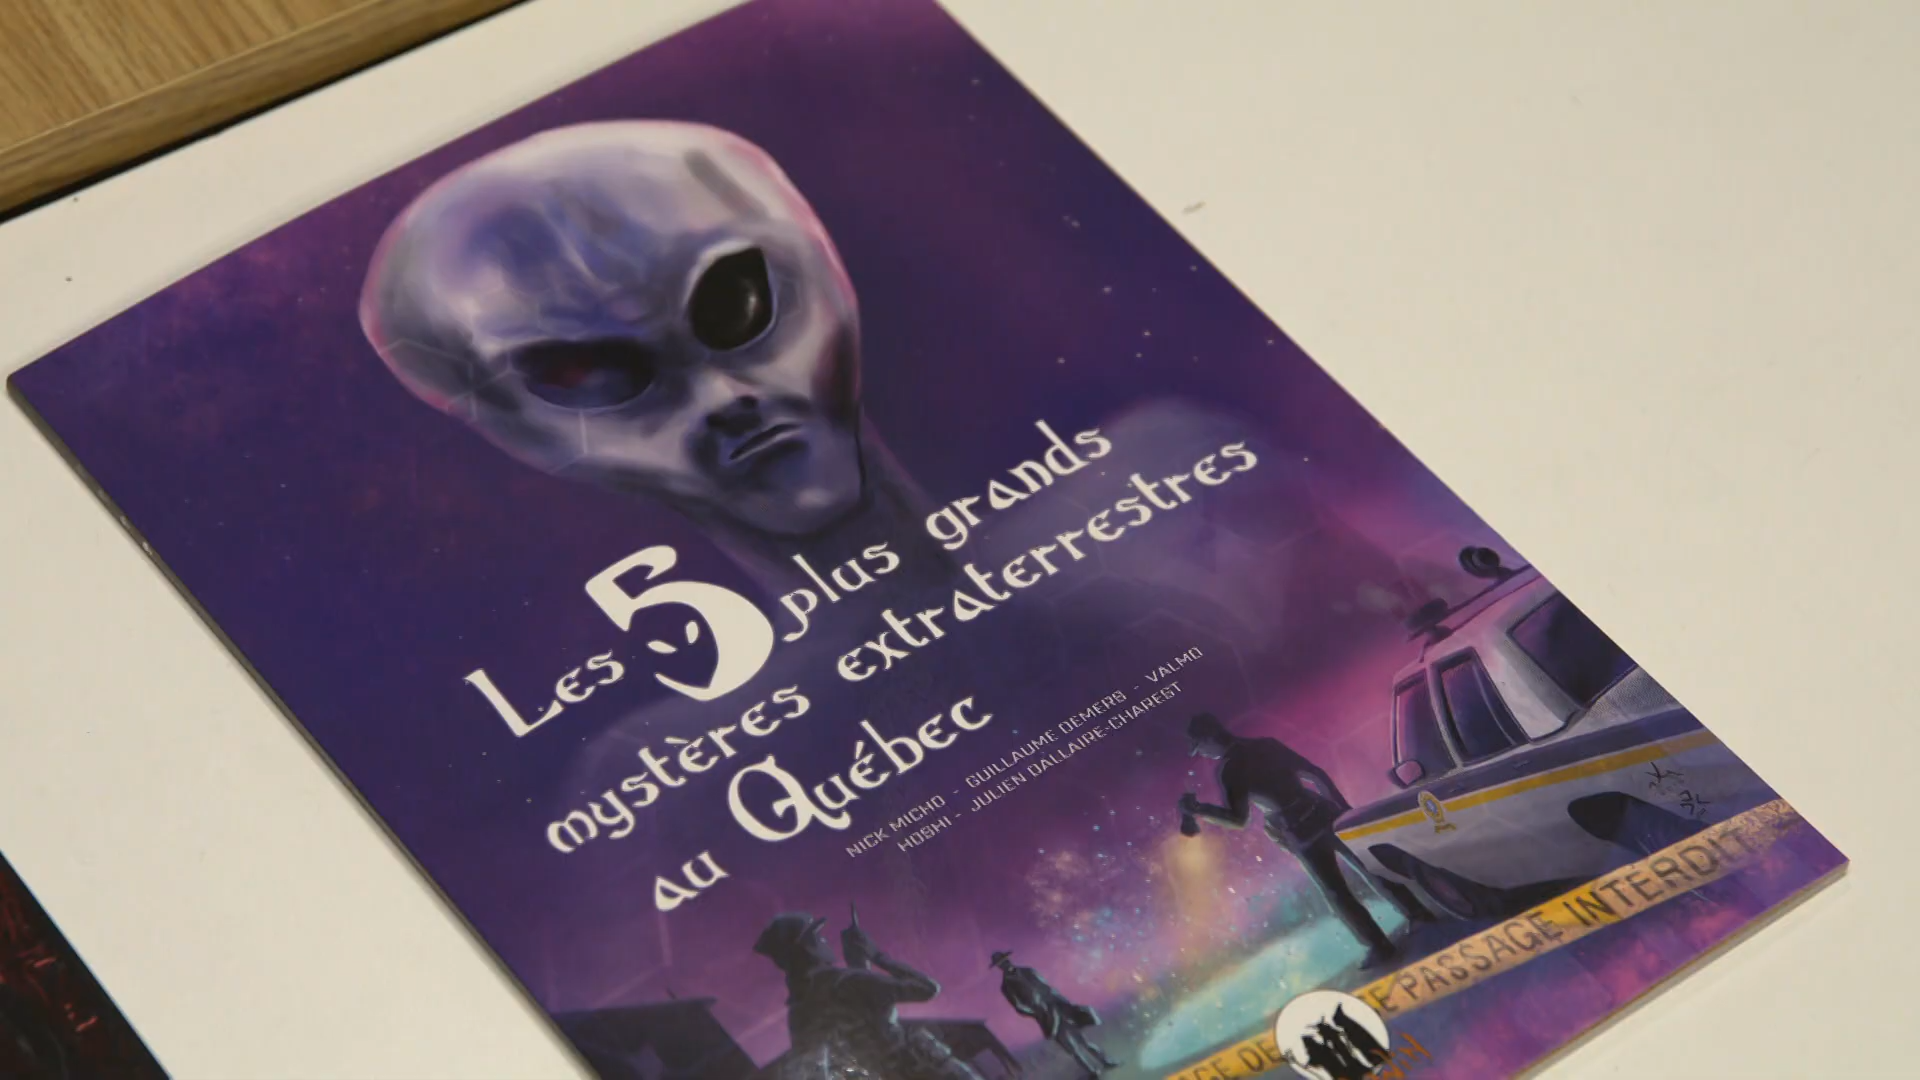 Les 5 plus grands
mystères extraterrestres
au Québec
NICK MICHO - GUILLAUME DEMERS - VALMO
HOSHI - JULIEN DALLAIRE-CHAREST
PASSAGE INTERDIT
DE